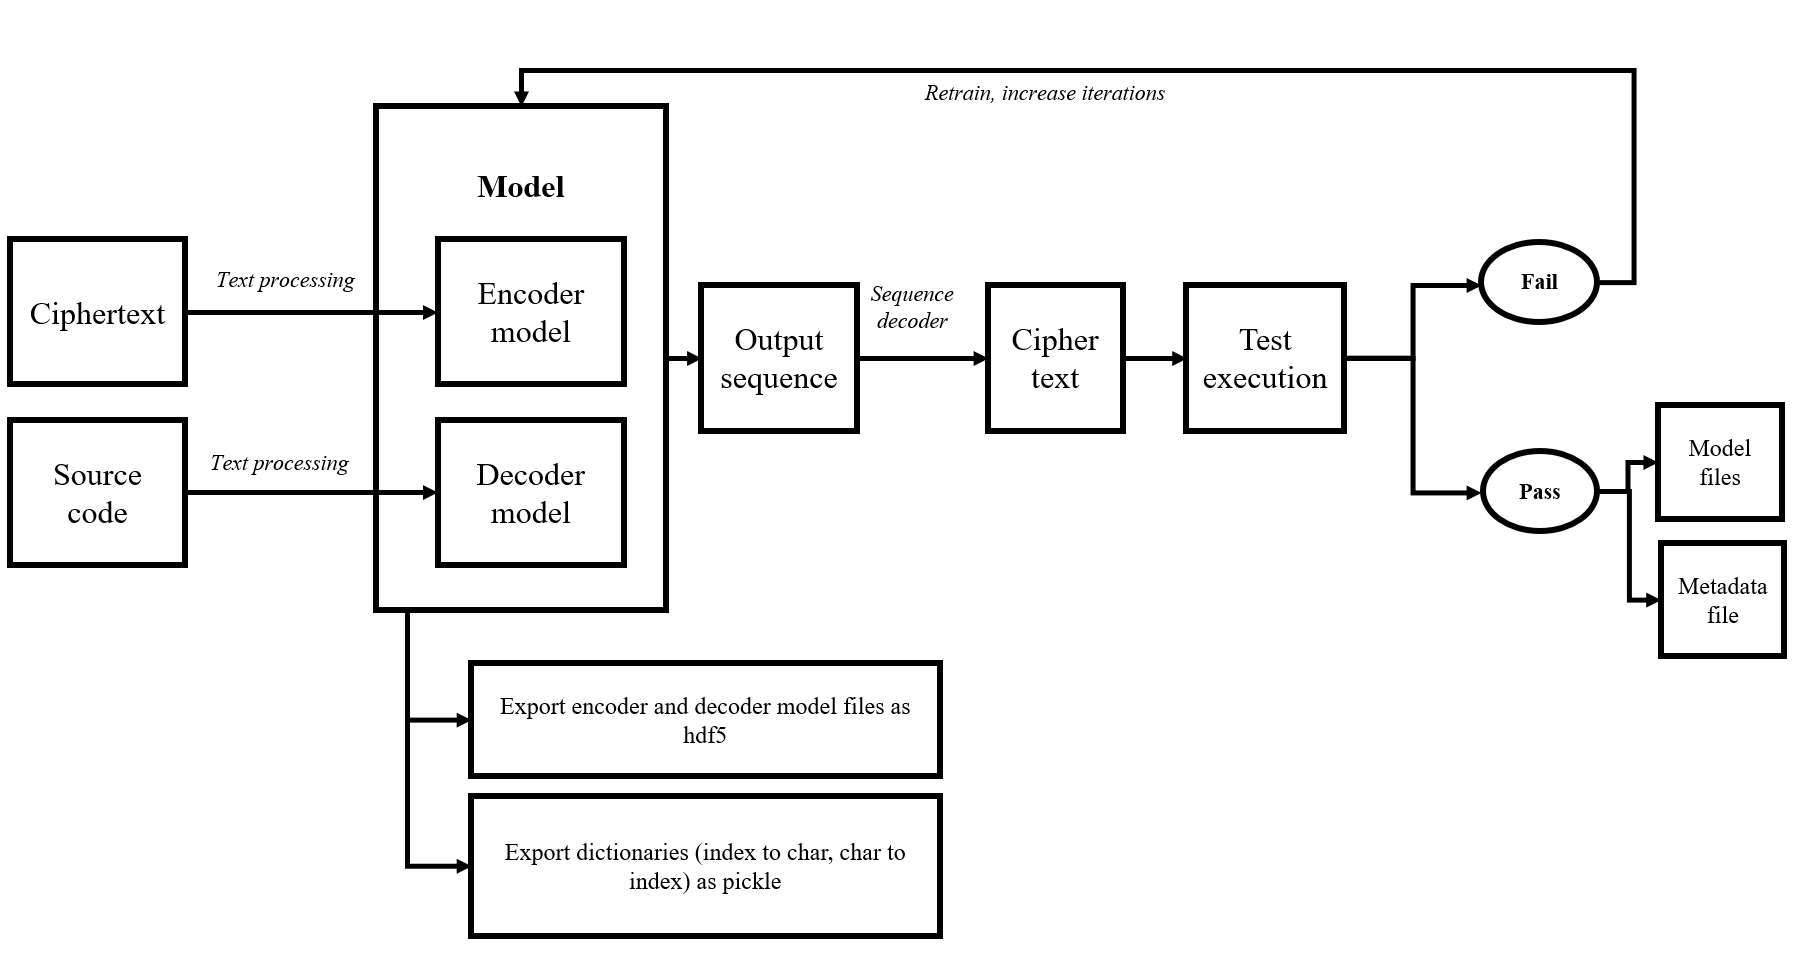 Retrain, increase iterations
Model
Ciphertext
Text processing
Encoder
model
Source
code
Text processing
Decoder
model
Output
sequence
Sequence
decoder
Cipher
text
Test
execution
Fail
Pass
Model
files
Metadata
file
Export encoder and decoder model files as
hdf5
Export dictionaries (index to char, char to
index) as pickle